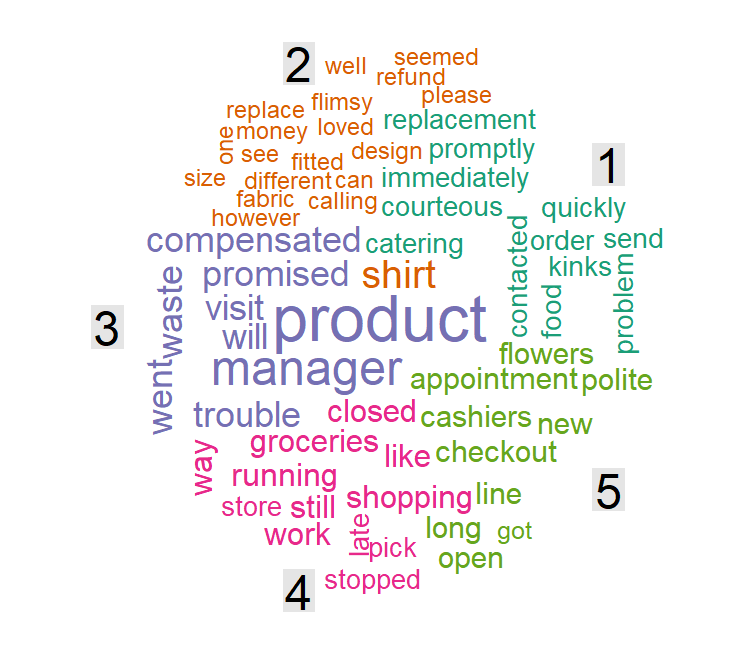 seemed
2 well
refund
please
replace flimsy
one money loved replacement
see fitted design promptly
1
size different can immediately
fabric calling courteous quickly
however
compensated catering order send
contacted kinks
waste promised shirt
food problem
visit product
3
will
flowers
manager appointment polite
went
trouble closed cashiers new
groceries like checkout
way
running
5
store still shopping line
work late pick long got
open
4 stopped